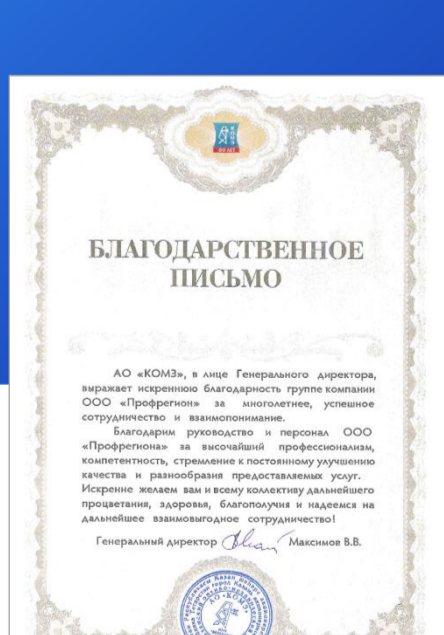 БЛАГОДАРСТВЕННОЕ
ПИСЬМО
АО «КОМЗ», в лице Генерального директора,
выражает искреннюю благодарность группе компании
ООО «Профрегион» за многолетнее, успешное
сотрудничество и взаимопонимание.
Благодарим руководство и персонал ООО
«Профрегиона» за высочайший профессионализм,
компетентность, стремление к постоянному улучшению
качества и разнообразия предоставляемых услуг.
Искренне желаем вам и всему коллективу дальнейшего
процветания, здоровья, благополучия и надеемся на
дальнейшее взаимовыгодное сотрудничество!
Генеральный директор Максимов В.В.
АО «КОМЗ»